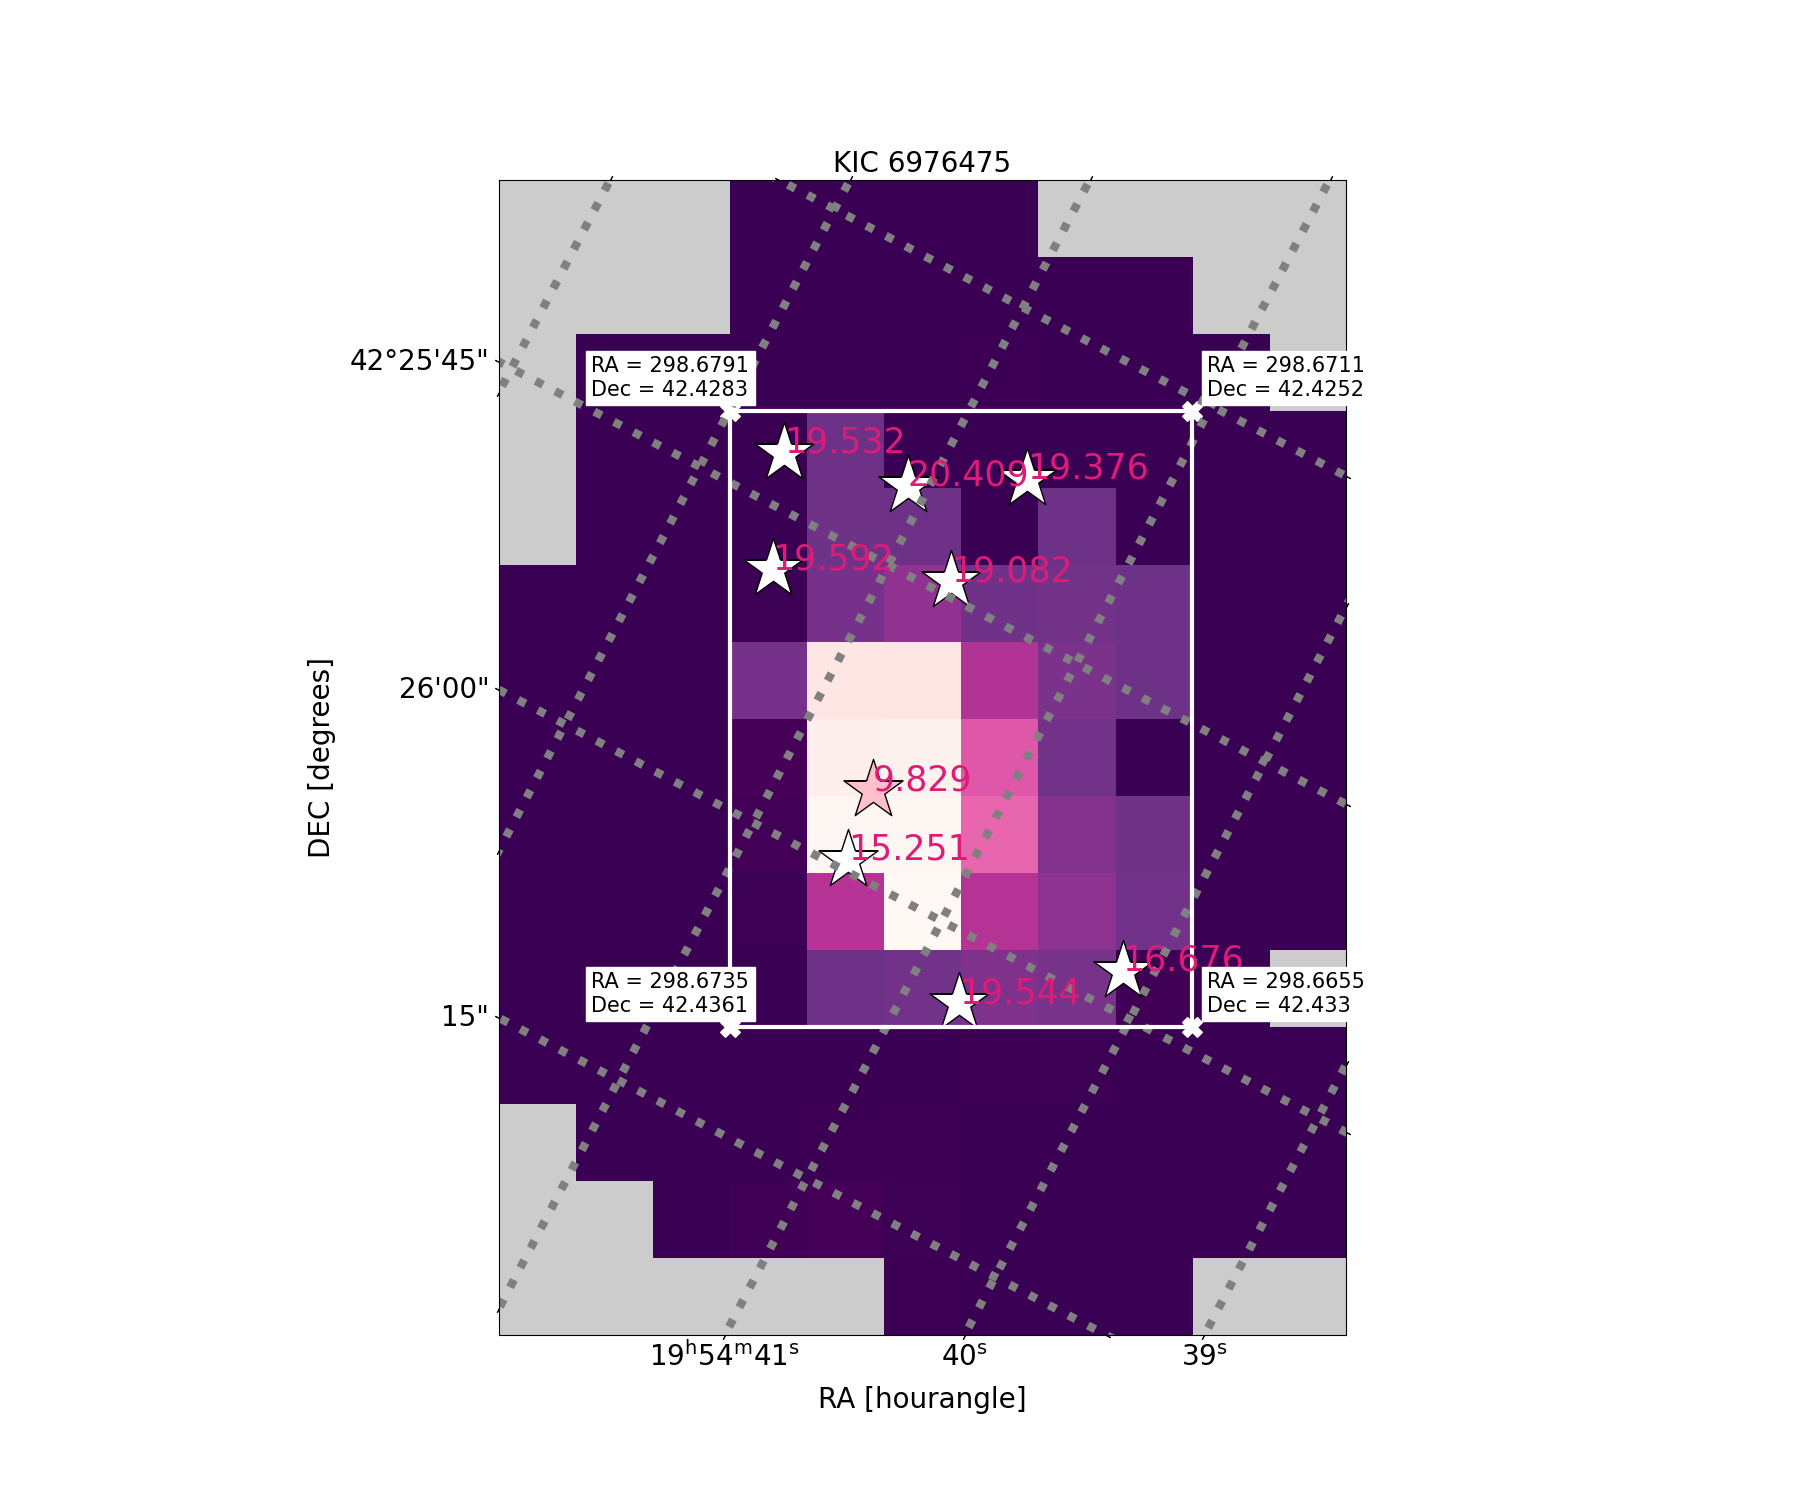 KIC 6976475
42°25'45"
RA = 298.6791
Dec = 42.4283
RA = 298.6711
Dec = 42.4252
19.532
20.409
19.376
19.592
19.082
26'00"
DEC [degrees]
9.829
15.251
16.676
19.544
RA = 298.6735
Dec = 42.4361
RA = 298.6655
Dec = 42.433
15"
19ʰ54ᵐ41ˢ
40ˢ
39ˢ
RA [hourangle]